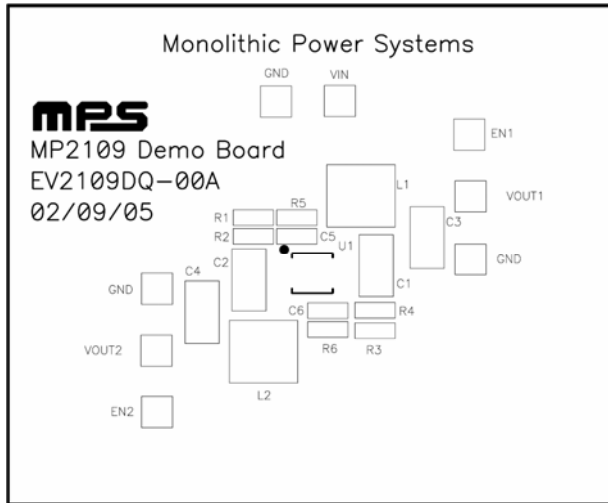 Monolithic Power Systems
GND VIN
mps
MP2109 Demo Board
EV2109DQ-00A
02/09/05
EN1
L1
VOUT1
R1 R5
C3
R2 C5
U1
C2
GND
C4
GND
C1
C6 R4
R6 R3
VOUT2
L2
EN2